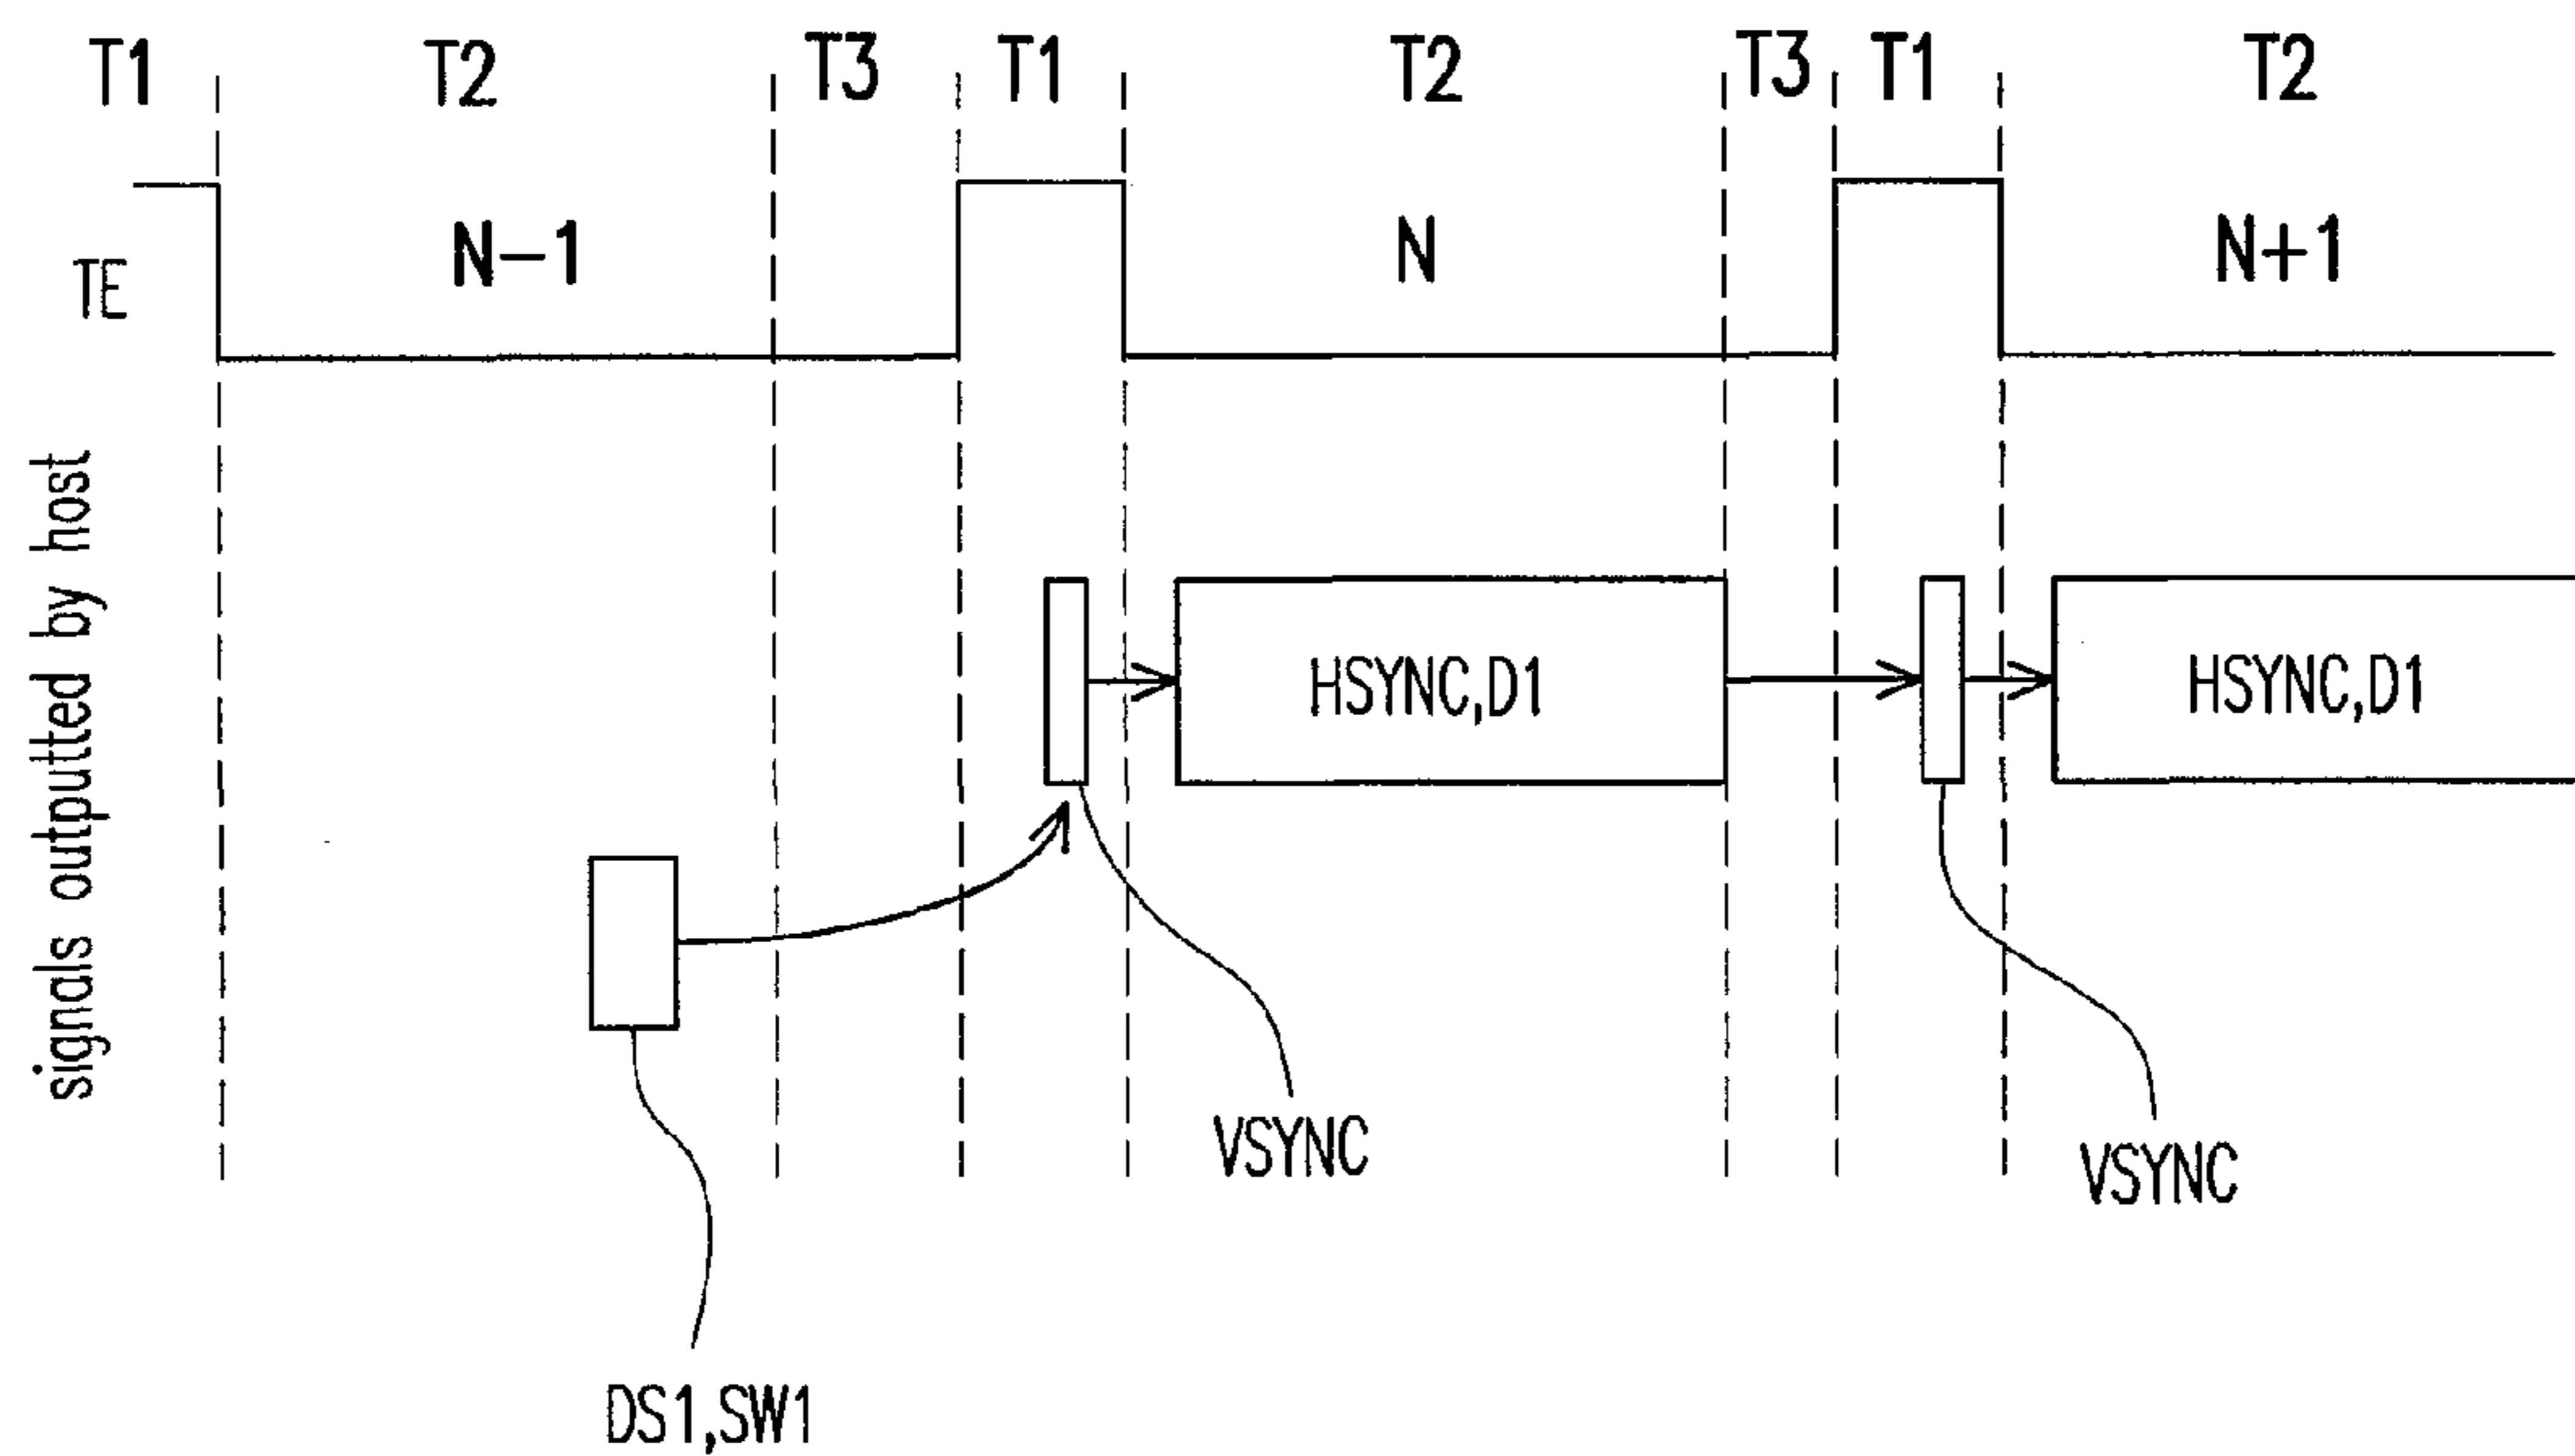 T1 T2 T3 T1 T2 T3 T1 T2
N-1 N N+1
TE
signals outputted by host
HSYNC,D1 HSYNC,D1
VSYNC VSYNC
DS1,SW1